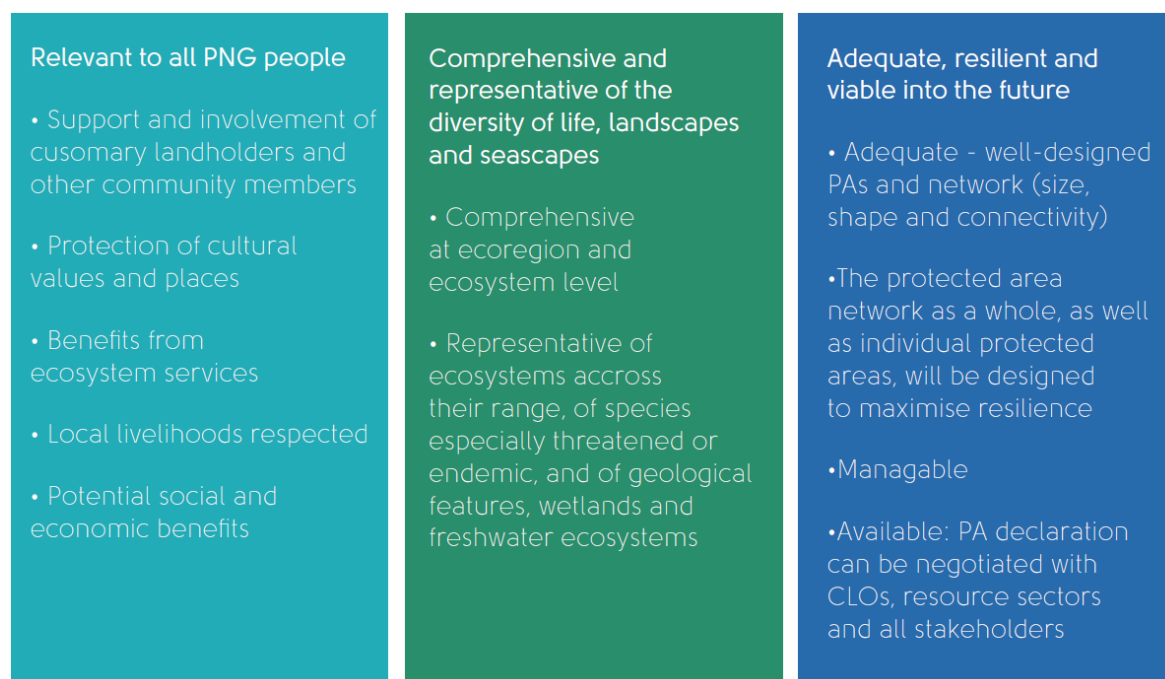 Relevant to all PNG people
• Support and involvement of
cusomary landholders and
other community members
• Protection of cultural
values and places
• Benefits from
ecosystem services
• Local livelihoods respected
• Potential social and
economic benefits
Comprehensive and
representative of the
diversity of life, landscapes
and seascapes
• Comprehensive
at ecoregion and
ecosystem level
• Representative of
ecosystems accross
their range, of species
especially threatened or
endemic, and of geological
features, wetlands and
freshwater ecosystems
Adequate, resilient and
viable into the future
• Adequate - well-designed
PAs and network (size,
shape and connectivity)
•The protected area
network as a whole, as well
as individual protected
areas, will be designed
to maximise resilience
•Managable
•Available: PA declaration
can be negotiated with
CLOs, resource sectors
and all stakeholders